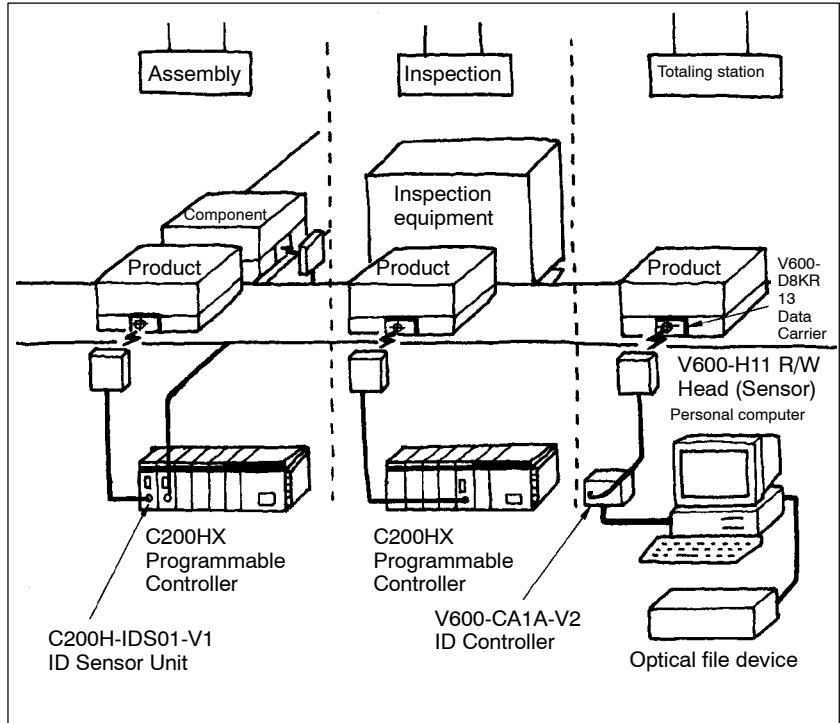 Assembly
Inspection
Totaling station
Component
Inspection
equipment
Product
Product
Product
V600-
D8KR
13
Data
Carrier
V600-H11 R/W
Head (Sensor)
Personal computer
C200HX
Programmable
Controller
C200HX
Programmable
Controller
C200H-IDS01-V1
ID Sensor Unit
V600-CA1A-V2
ID Controller
Optical file device